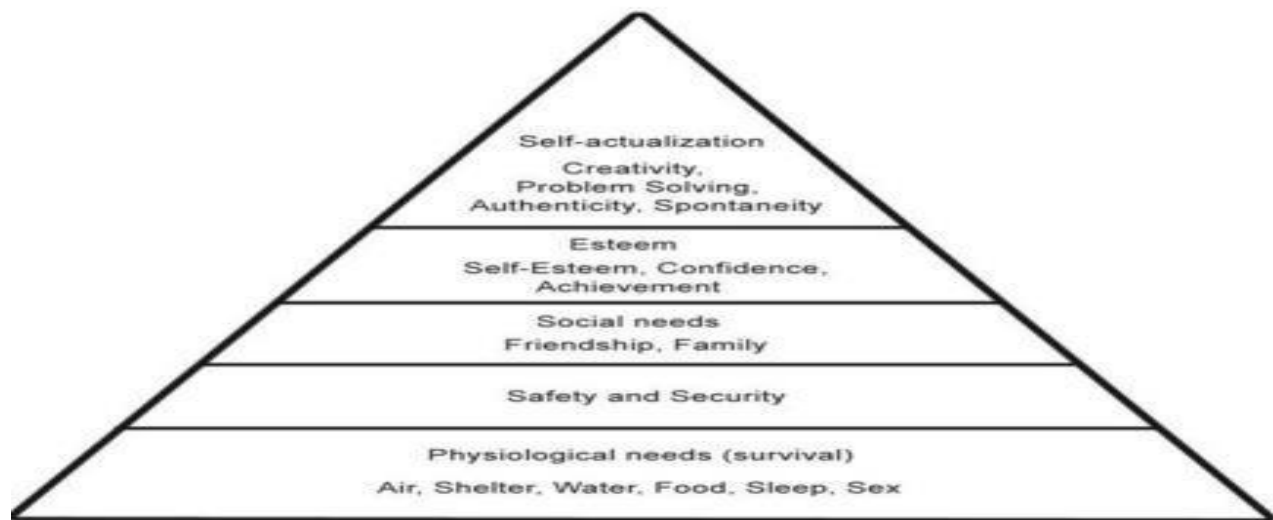 Self-actualization
Creativity,
Problem Solving,
Authenticity, Spontaneity
Esteem
Self-Esteem, Confidence,
Achievement
Social needs
Friendship, Family
Safety and Security
Physiological needs (survival)
Air, Shelter, Water, Food, Sleep, Sex